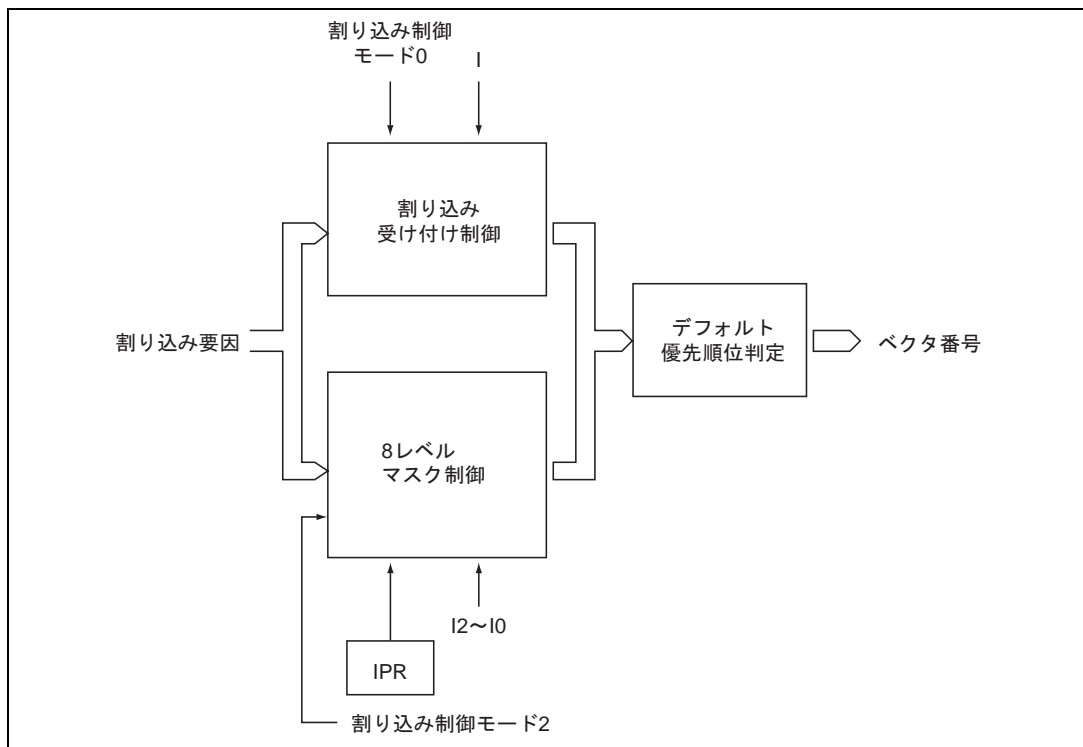 割り込み制御
モード0
I
割り込み
受け付け制御
割り込み要因
デフォルト
優先順位判定
ベクタ番号
8レベル
マスク制御
I2～I0
IPR
割り込み制御モード2